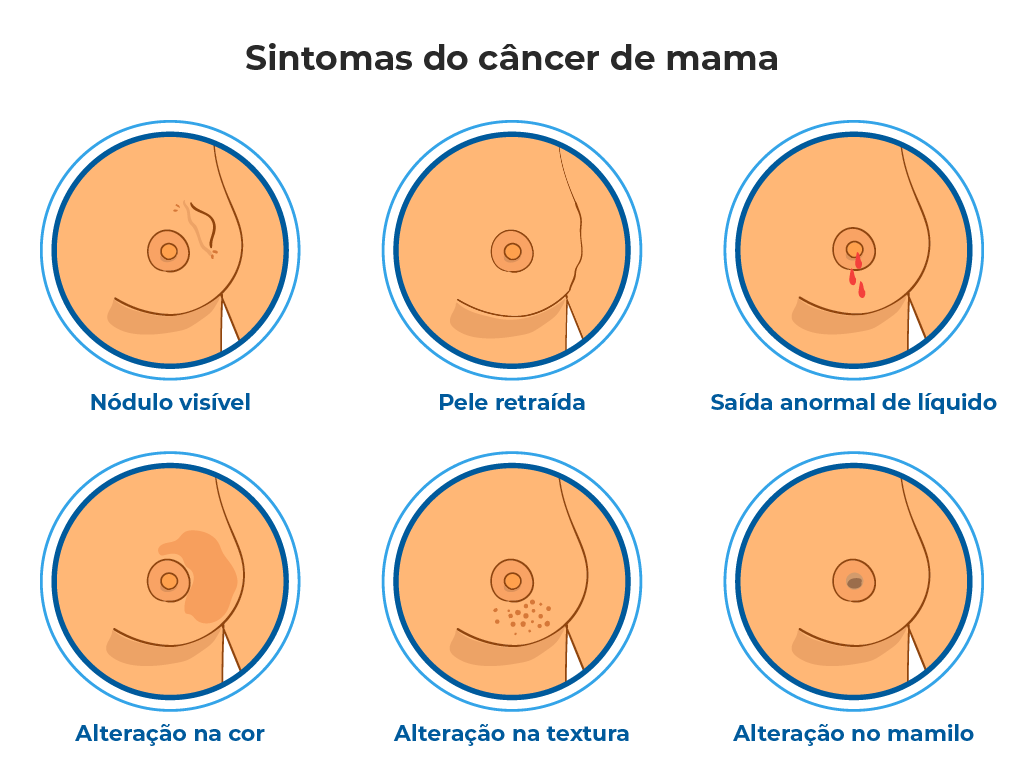 Sintomas do câncer de mama
Nódulo visível
Pele retraída
Saída anormal de líquido
Alteração na cor
Alteração na textura
Alteração no mamilo